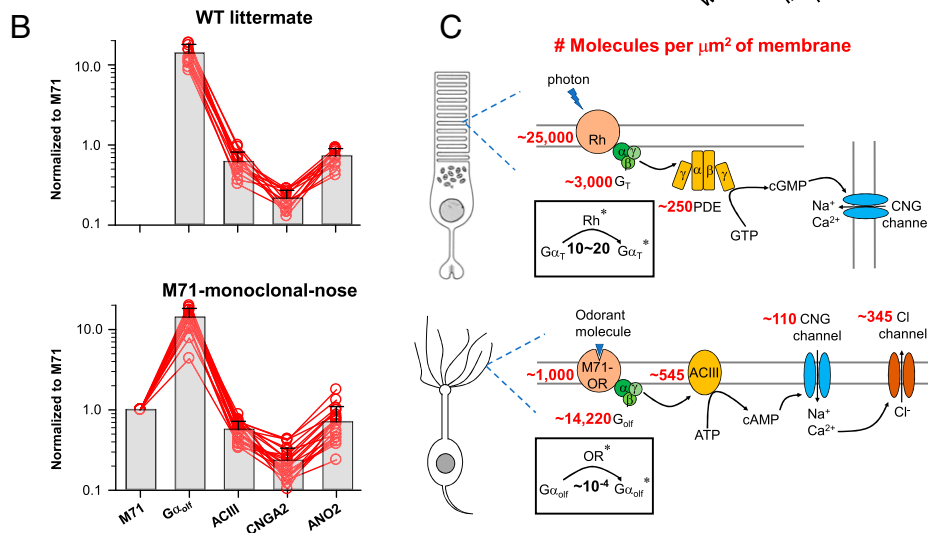 B
WT littermate
Normalized to M71
10.0
1.0
0.1
M71-monoclonal-nose
Normalized to M71
10.0
1.0
0.1
M71
Gαolf
ACIII
CNGA2
ANO2
C
# Molecules per μm² of membrane
photon
~25,000
Rh
α γ
β
~3,000 GT
γ α β γ
~250 PDE
GTP
cGMP
Na⁺
Ca²⁺
CNG
channel
Rh*
GαT 10~20 GαT*
Odorant
molecule
~1,000
M71-
OR
α γ
β
~14,220 Golf
~545
ACIII
ATP
cAMP
~110 CNG
channel
Na⁺
Ca²⁺
~345 Cl
channel
Cl⁻
OR*
Gαolf ~10⁻⁴ Gαolf*